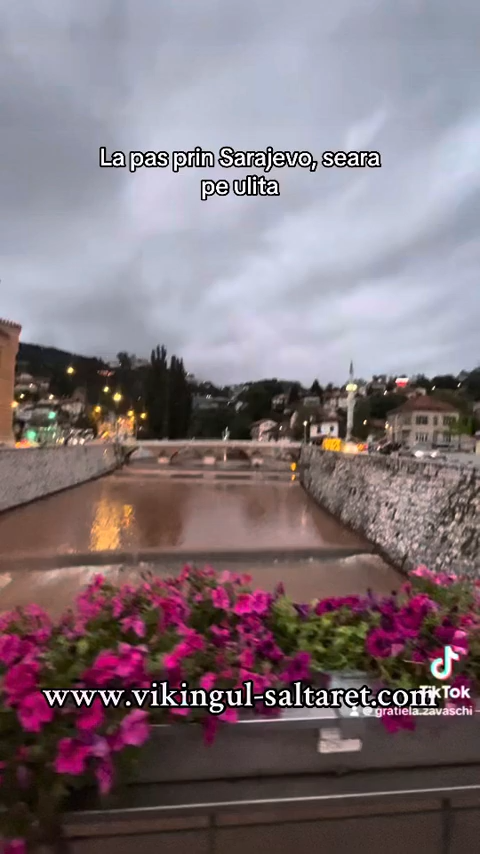 La pas prin Sarajevo, seara
pe ulita
www.vikingul-saltaret.com
TikTok
@gratiela.zavaschi